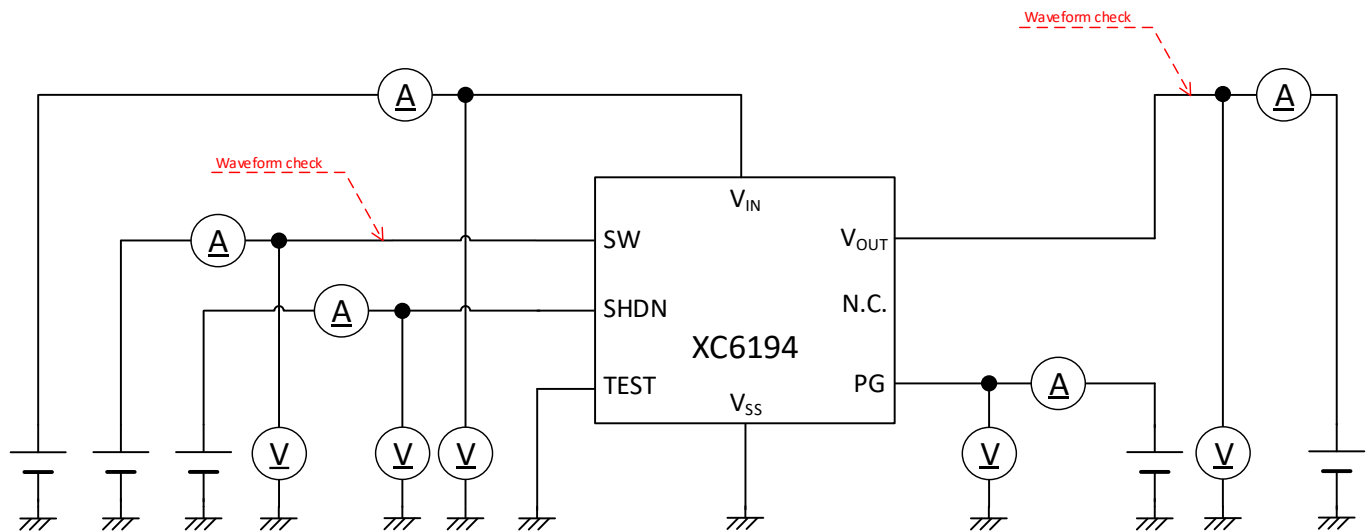 Waveform check
A
A
Waveform check
A
A
V
V
V
SW
SHDN
TEST
VIN
XC6194
VSS
VOUT
N.C.
PG
A
V
V